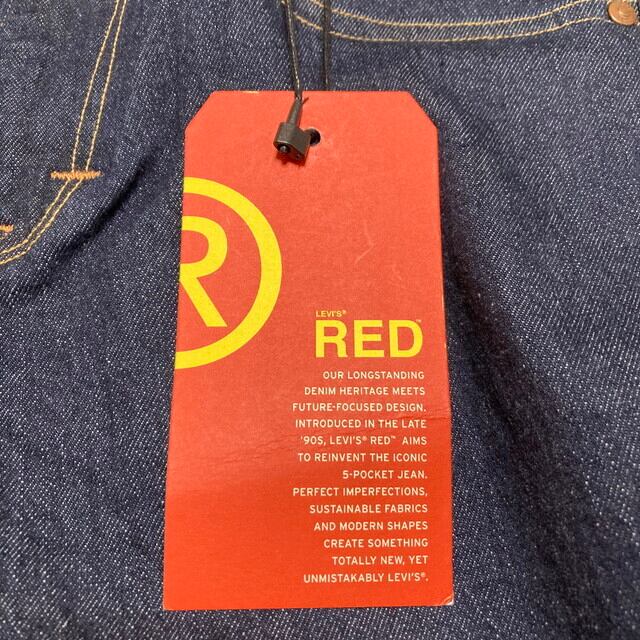 R
LEVI'S®
RED™
OUR LONGSTANDING
DENIM HERITAGE MEETS
FUTURE-FOCUSED DESIGN.
INTRODUCED IN THE LATE
'90S, LEVI'S® RED™ AIMS
TO REINVENT THE ICONIC
5-POCKET JEAN.
PERFECT IMPERFECTIONS,
SUSTAINABLE FABRICS
AND MODERN SHAPES
CREATE SOMETHING
TOTALLY NEW, YET
UNMISTAKABLY LEVI'S®.